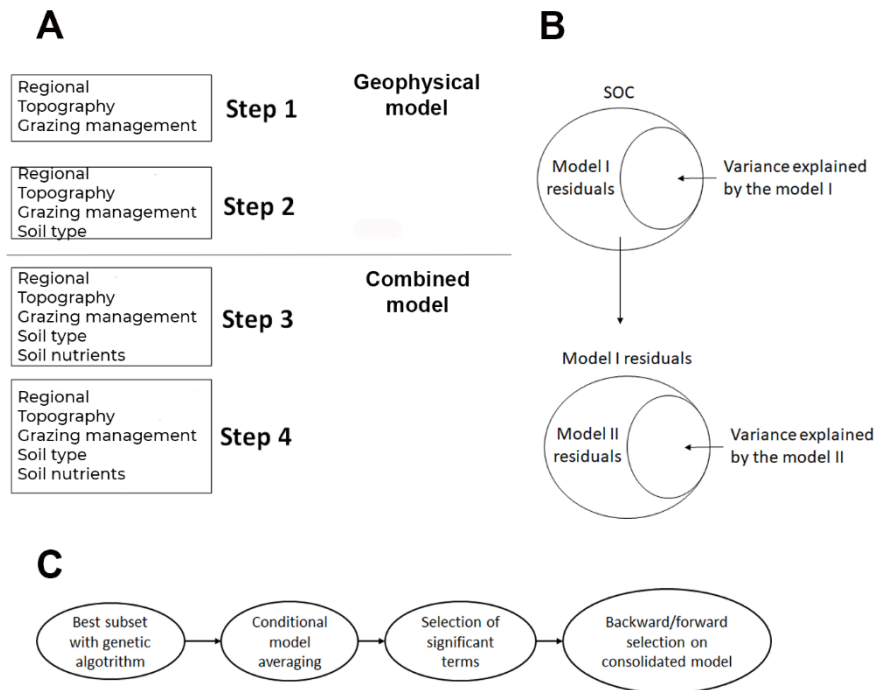 A
Regional
Topography
Grazing management
Step 1
Geophysical
model
Regional
Topography
Grazing management
Soil type
Step 2
Regional
Topography
Grazing management
Soil type
Soil nutrients
Step 3
Combined
model
Regional
Topography
Grazing management
Soil type
Soil nutrients
Step 4
B
SOC
Model I
residuals
Variance explained
by the model I
Model I residuals
Model II
residuals
Variance explained
by the model II
C
Best subset
with genetic
algotrithm
Conditional
model
averaging
Selection of
significant
terms
Backward/forward
selection on
consolidated model